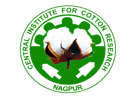 CENTRAL INSTITUTE FOR COTTON RESEARCH
NAGPUR